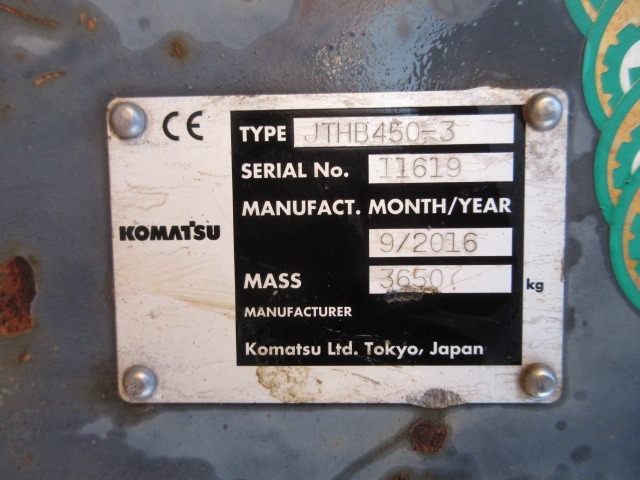 CE
TYPE JTHB450-3
SERIAL No. 11619
MANUFACT. MONTH/YEAR
KOMATSU
9/2016
MASS 3650 kg
MANUFACTURER
Komatsu Ltd. Tokyo, Japan